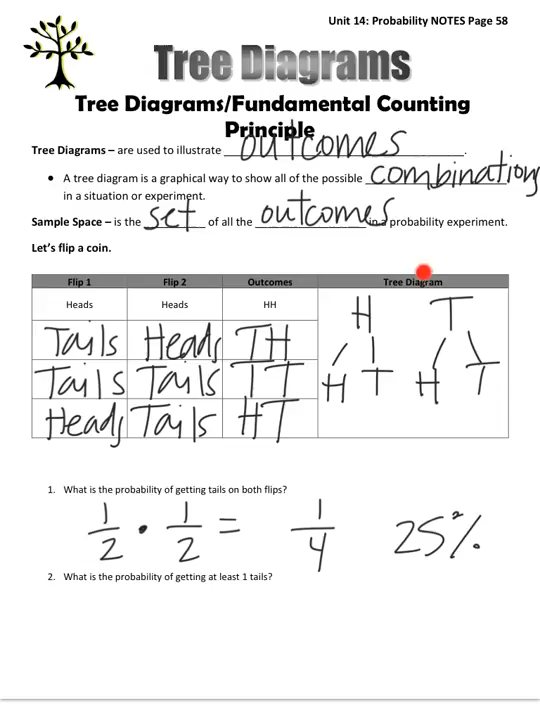 Unit 14: Probability NOTES Page 58
Tree Diagrams
Tree Diagrams/Fundamental Counting
Principle
Tree Diagrams – are used to illustrate outcomes.
• A tree diagram is a graphical way to show all of the possible combinations
in a situation or experiment.
Sample Space – is the set of all the outcomes in a probability experiment.
Let's flip a coin.
Flip 1 Flip 2 Outcomes Tree Diagram
Heads Heads HH H T
Tails Heads TH
Tails Tails TT H T H T
Heads Tails HT
1. What is the probability of getting tails on both flips?
1/2 · 1/2 = 1/4 25%
2. What is the probability of getting at least 1 tails?